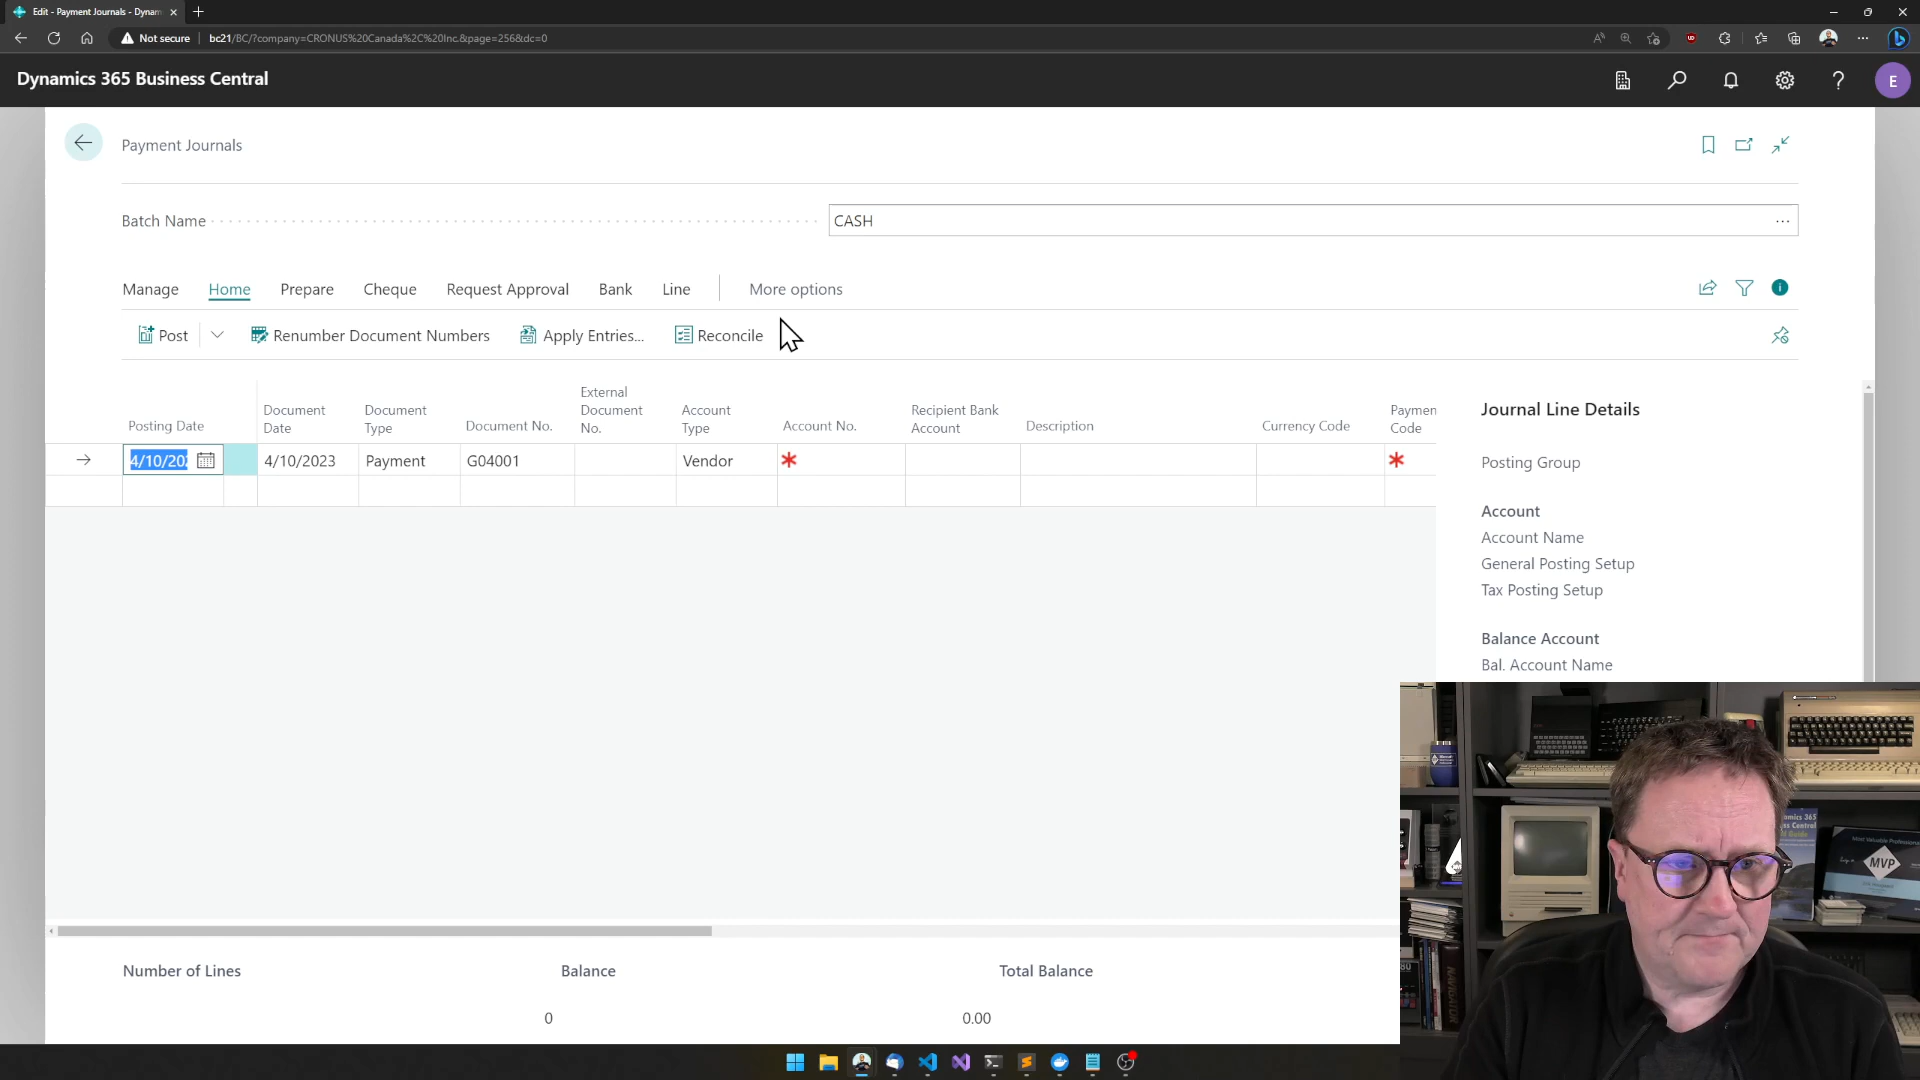 Edit - Payment Journals - Dynam
Not secure
bc21/BC/?company=CRONUS%20Canada%2C%20Inc.&page=256&dc=0
Dynamics 365 Business Central
E
Payment Journals
Batch Name
CASH
Manage Home Prepare Cheque Request Approval Bank Line More options
Post Renumber Document Numbers Apply Entries... Reconcile
Posting Date
Document Date
Document Type
Document No.
External Document No.
Account Type
Account No.
Recipient Bank Account
Description
Currency Code
Paymen Code
4/10/202 4/10/2023 Payment G04001 Vendor
Journal Line Details
Posting Group
Account
Account Name
General Posting Setup
Tax Posting Setup
Balance Account
Bal. Account Name
Number of Lines Balance Total Balance
0 0.00
MVP